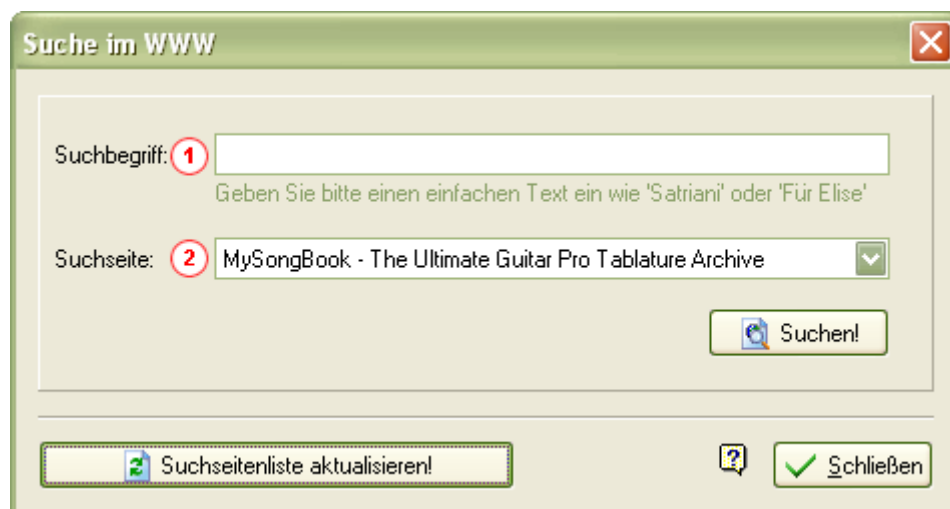 Suche im WWW
Suchbegriff: 1
Geben Sie bitte einen einfachen Text ein wie 'Satriani' oder 'Für Elise'
Suchseite: 2 MySongBook - The Ultimate Guitar Pro Tablature Archive
Suchen!
Suchseitenliste aktualisieren! ? Schließen